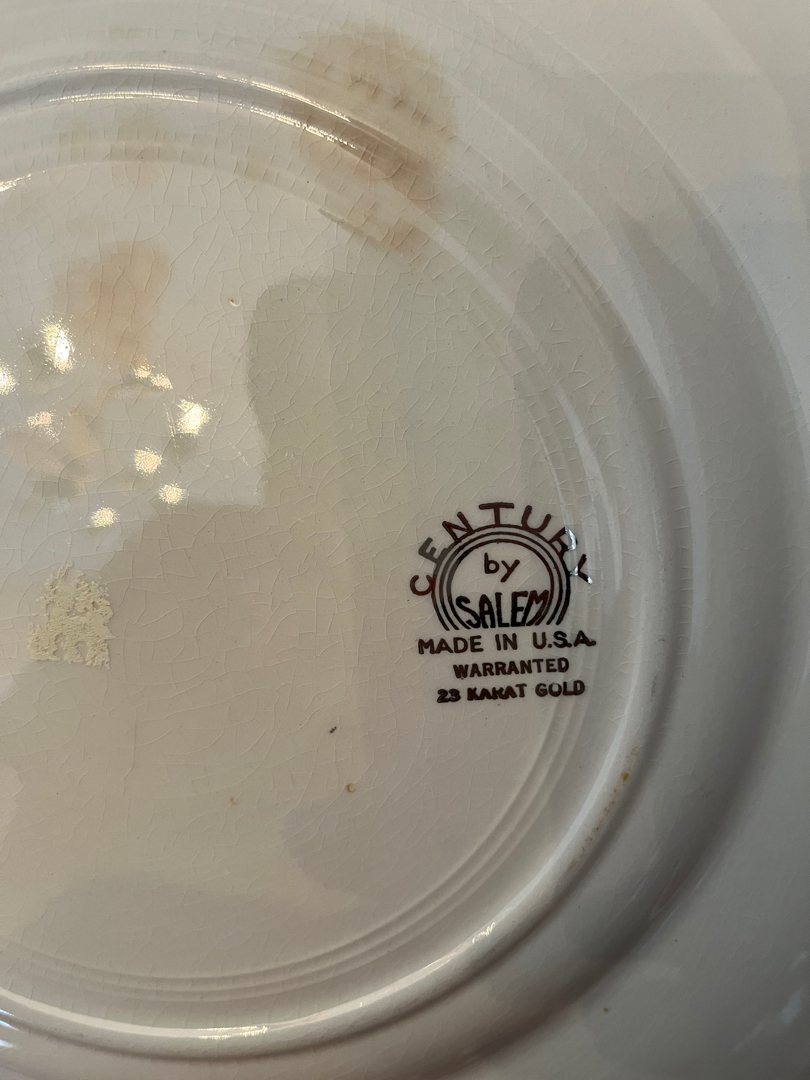 CENTURY
by
SALEM
MADE IN U.S.A.
WARRANTED
23 KARAT GOLD